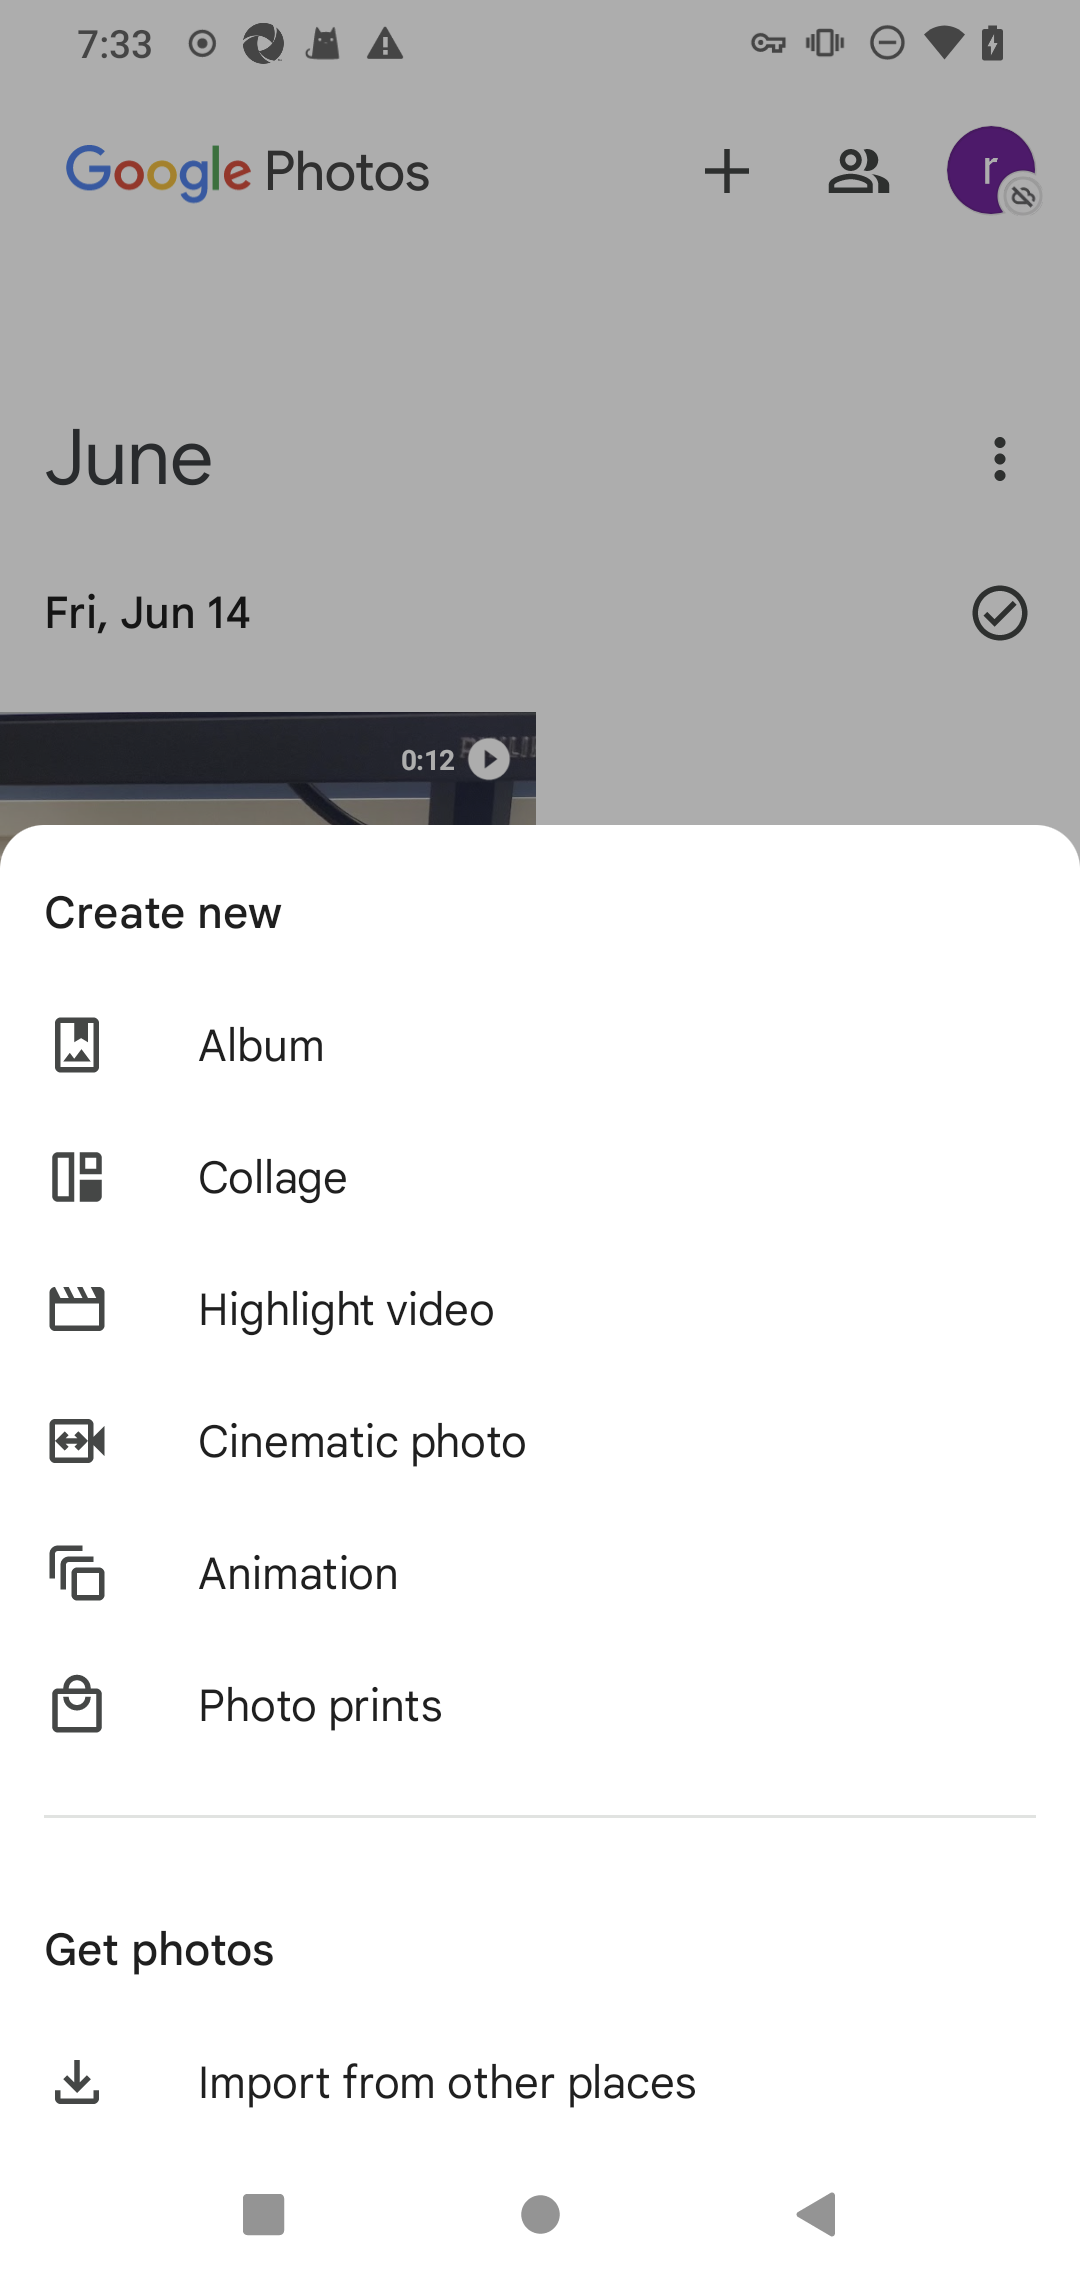 7:33
Google Photos
r
June
Fri, Jun 14
0:12
Create new
Album
Collage
Highlight video
Cinematic photo
Animation
Photo prints
Get photos
Import from other places